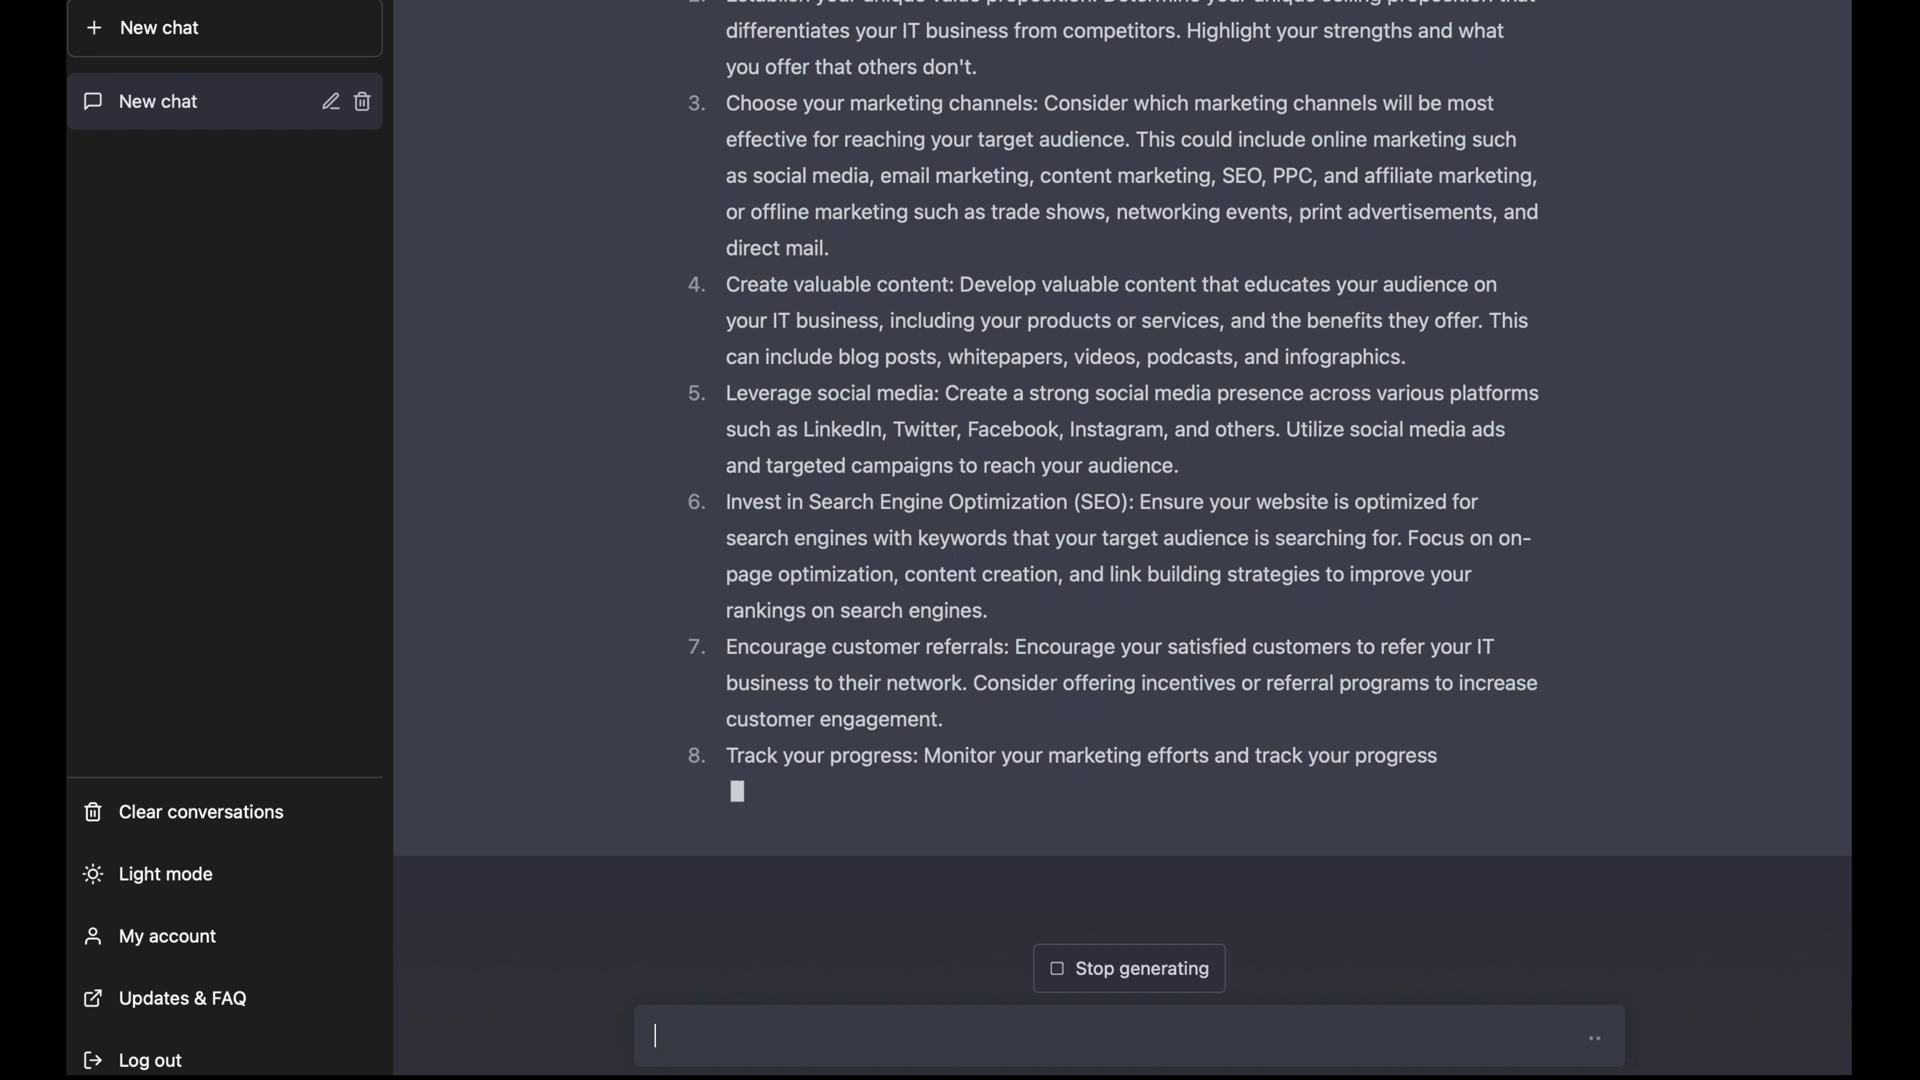 New chat
New chat
differentiates your IT business from competitors. Highlight your strengths and what
you offer that others don't.
3. Choose your marketing channels: Consider which marketing channels will be most
effective for reaching your target audience. This could include online marketing such
as social media, email marketing, content marketing, SEO, PPC, and affiliate marketing,
or offline marketing such as trade shows, networking events, print advertisements, and
direct mail.
4. Create valuable content: Develop valuable content that educates your audience on
your IT business, including your products or services, and the benefits they offer. This
can include blog posts, whitepapers, videos, podcasts, and infographics.
5. Leverage social media: Create a strong social media presence across various platforms
such as LinkedIn, Twitter, Facebook, Instagram, and others. Utilize social media ads
and targeted campaigns to reach your audience.
6. Invest in Search Engine Optimization (SEO): Ensure your website is optimized for
search engines with keywords that your target audience is searching for. Focus on on-
page optimization, content creation, and link building strategies to improve your
rankings on search engines.
7. Encourage customer referrals: Encourage your satisfied customers to refer your IT
business to their network. Consider offering incentives or referral programs to increase
customer engagement.
8. Track your progress: Monitor your marketing efforts and track your progress
Clear conversations
Light mode
My account
Updates & FAQ
Log out
Stop generating